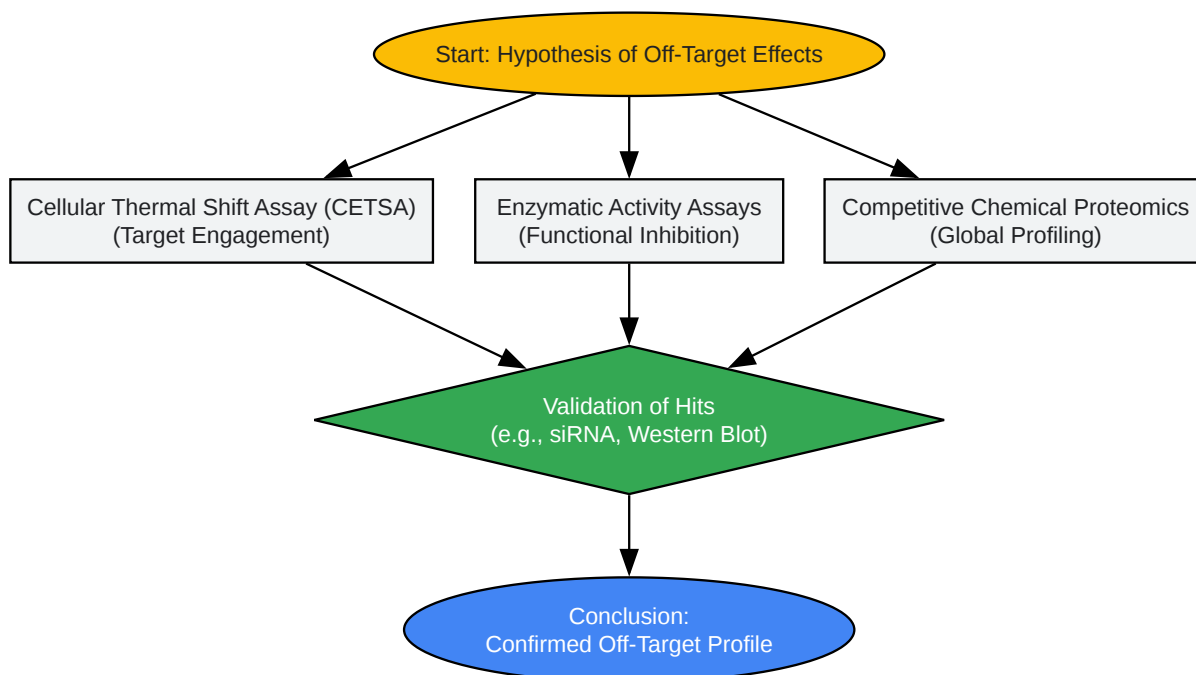 Start: Hypothesis of Off-Target Effects
Cellular Thermal Shift Assay (CETSA)
(Target Engagement)
Enzymatic Activity Assays
(Functional Inhibition)
Competitive Chemical Proteomics
(Global Profiling)
Validation of Hits
(e.g., siRNA, Western Blot)
Conclusion:
Confirmed Off-Target Profile